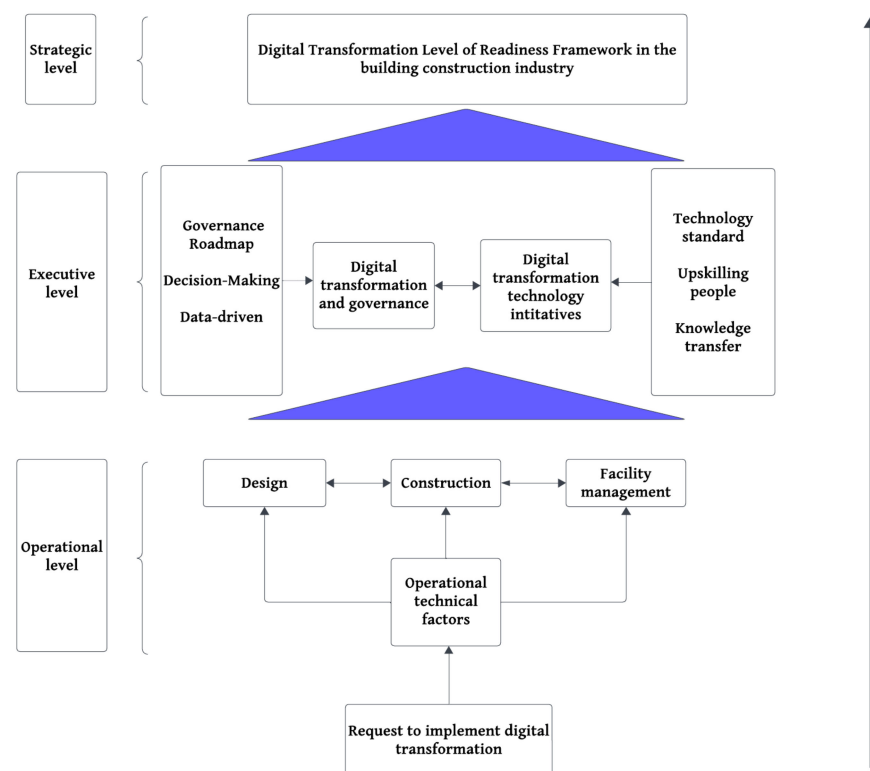 Strategic
level
Digital Transformation Level of Readiness Framework in the
building construction industry
Executive
level
Governance
Roadmap
Decision-Making
Data-driven
Digital
transformation
and governance
Digital
transformation
technology
intitatives
Technology
standard
Upskilling
people
Knowledge
transfer
Operational
level
Design
Construction
Facility
management
Operational
technical
factors
Request to implement digital
transformation